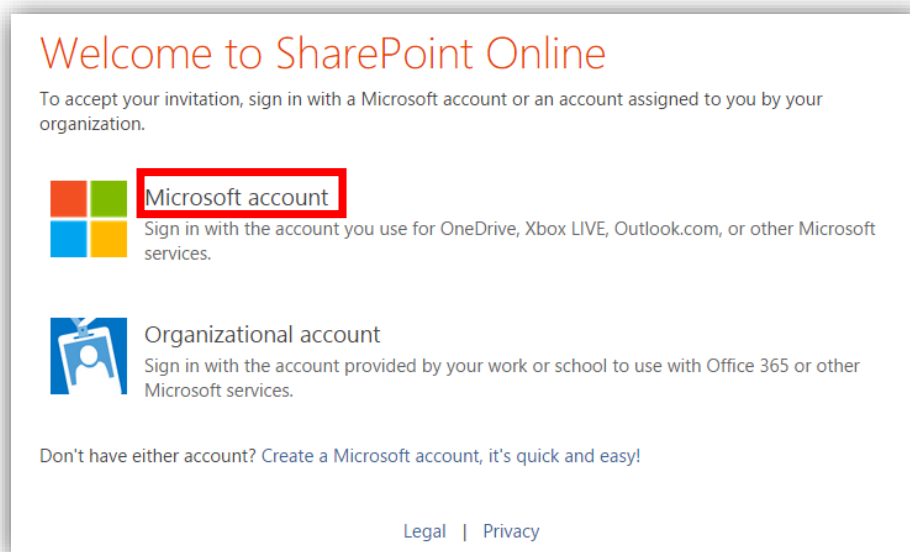 Welcome to SharePoint Online
To accept your invitation, sign in with a Microsoft account or an account assigned to you by your
organization.
Microsoft account
Sign in with the account you use for OneDrive, Xbox LIVE, Outlook.com, or other Microsoft
services.
Organizational account
Sign in with the account provided by your work or school to use with Office 365 or other
Microsoft services.
Don't have either account? Create a Microsoft account, it's quick and easy!
Legal | Privacy